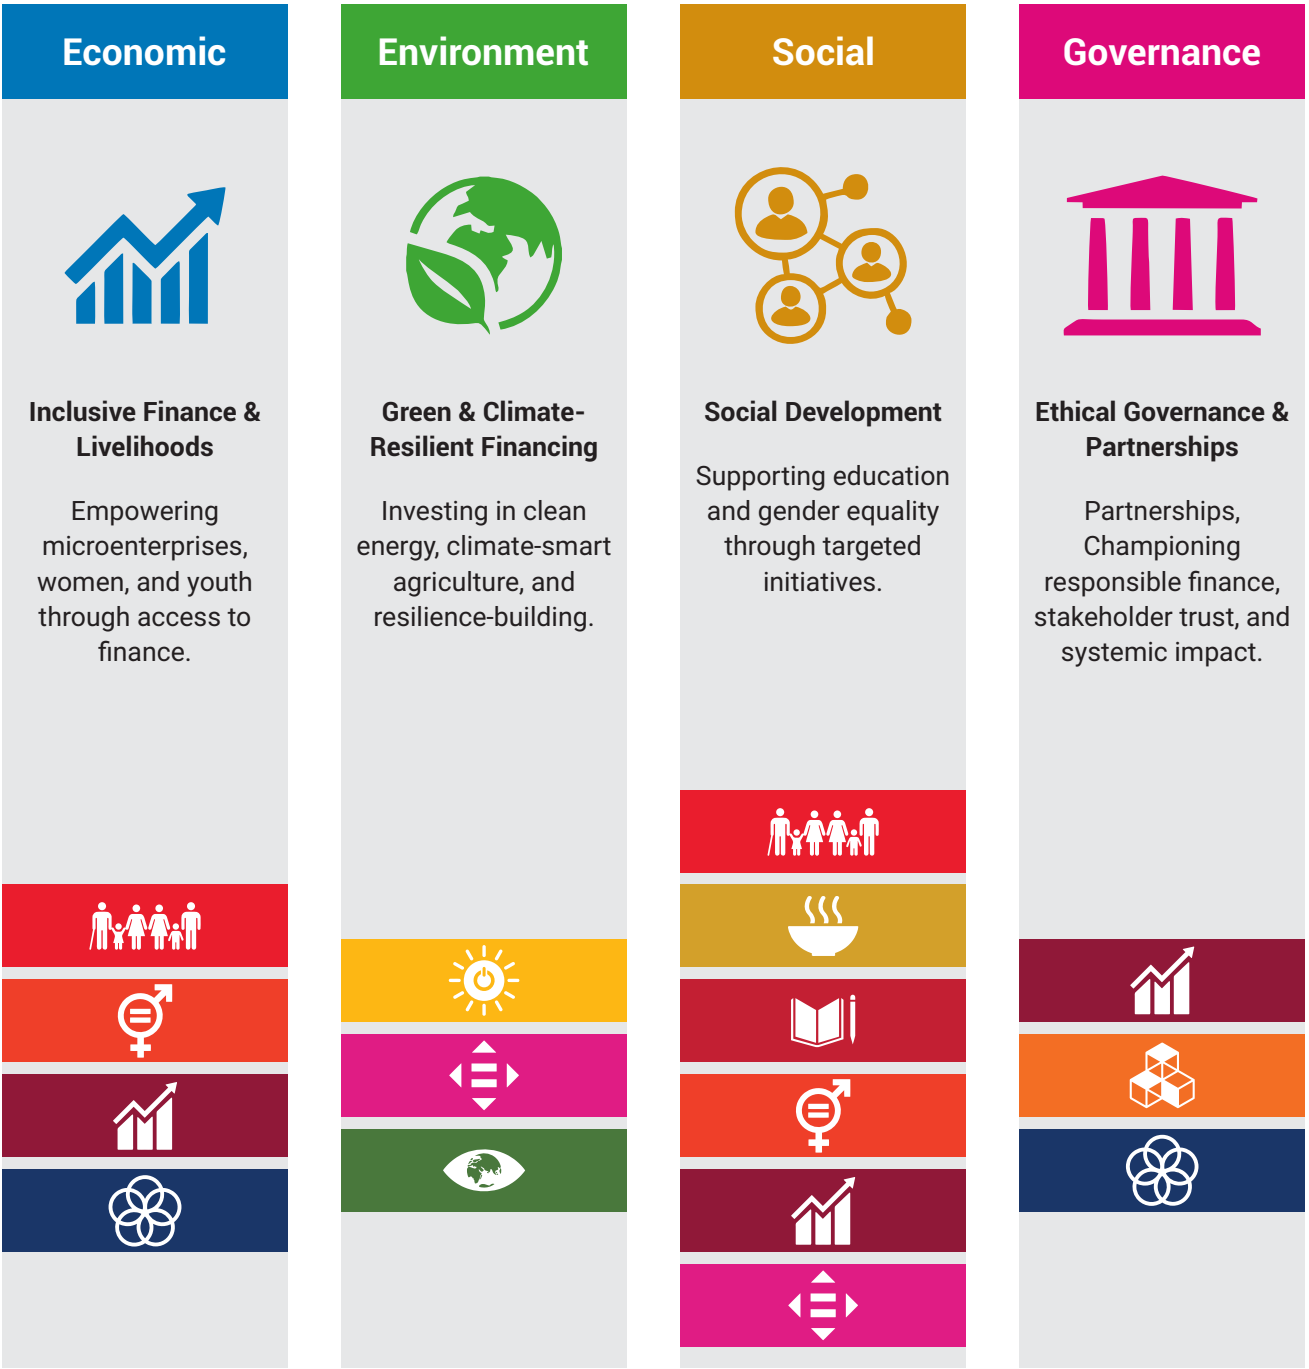 Economic
Inclusive Finance &
Livelihoods
Empowering
microenterprises,
women, and youth
through access to
finance.
Environment
Green & Climate-
Resilient Financing
Investing in clean
energy, climate-smart
agriculture, and
resilience-building.
Social
Social Development
Supporting education
and gender equality
through targeted
initiatives.
Governance
Ethical Governance &
Partnerships
Partnerships,
Championing
responsible finance,
stakeholder trust, and
systemic impact.